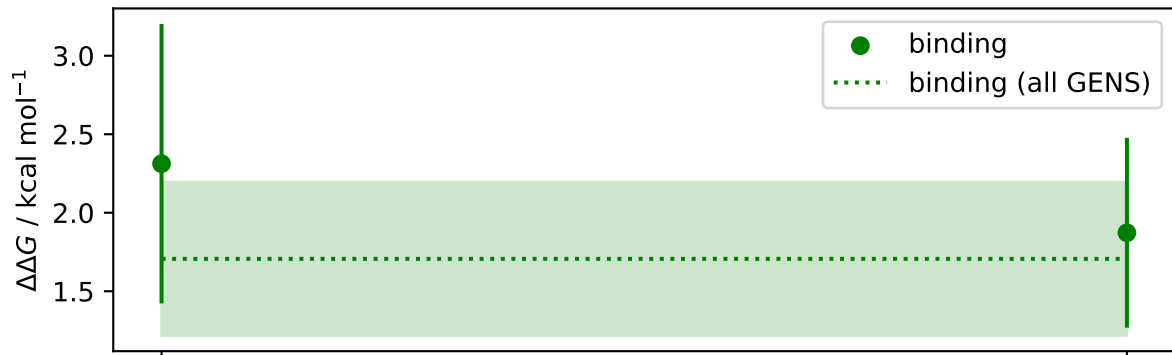 ΔΔG / kcal mol⁻¹
3.0
2.5
2.0
1.5
binding
binding (all GENS)